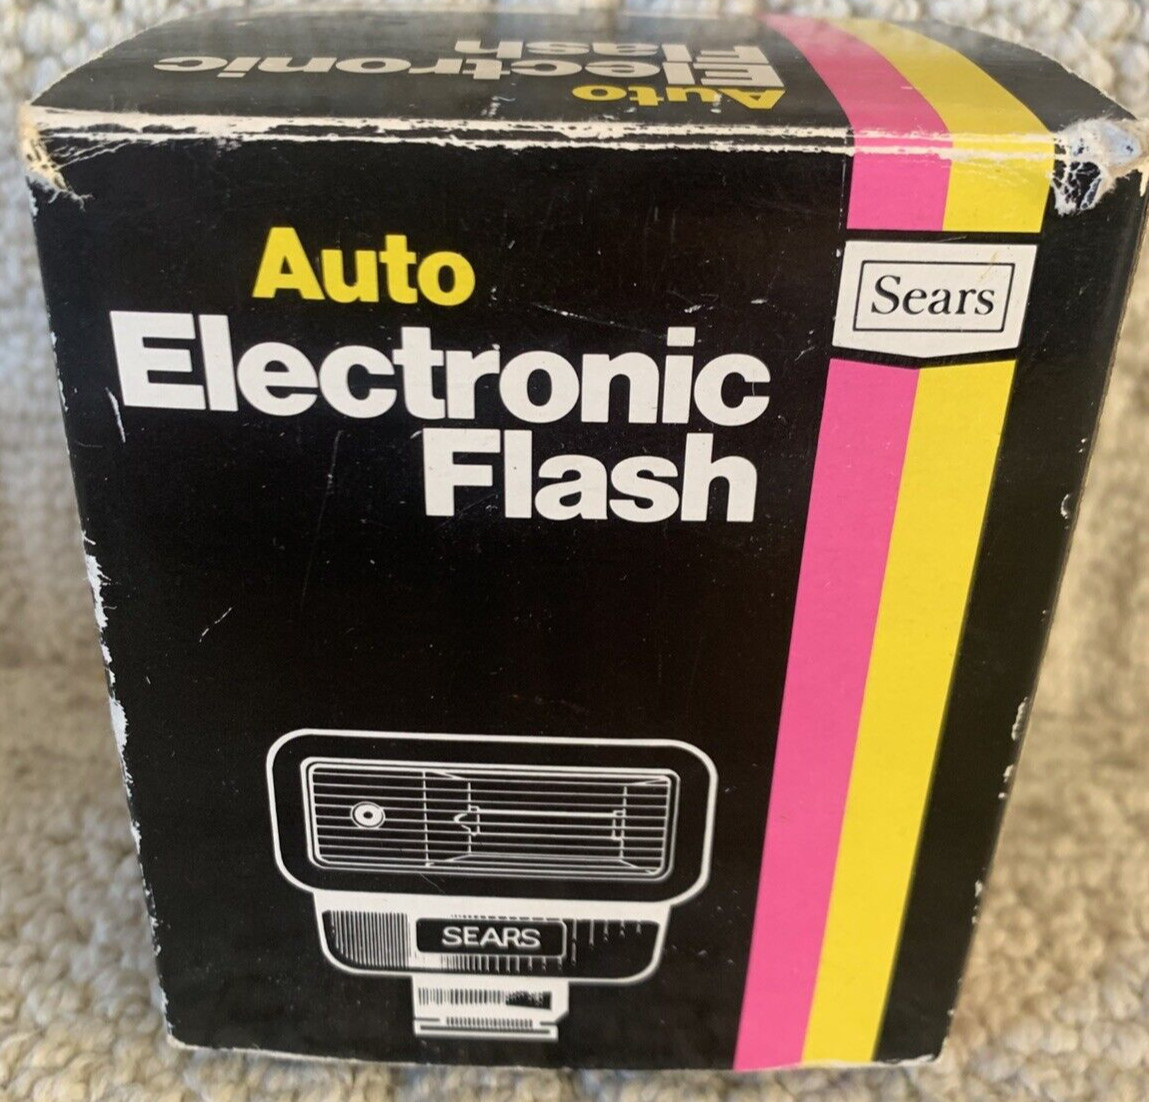 Auto
Electronic
Flash
Auto
Electronic
Flash
Sears
SEARS